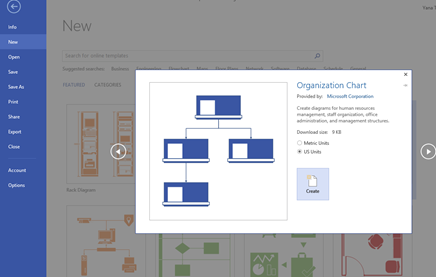 New T
Info
New
Open
Save
Save As
Print
Share
Export
Close
Account
Options
New
Search for online templates
Suggested searches: Business
FEATURED CATEGORIES
Basic Diagram
Organization Chart
Provided by: Microsoft Corporation
Create diagrams for human resources
management, staff organization, office
administration, and management structures.
Download size: 9 KB
Metric Units
US Units
Create